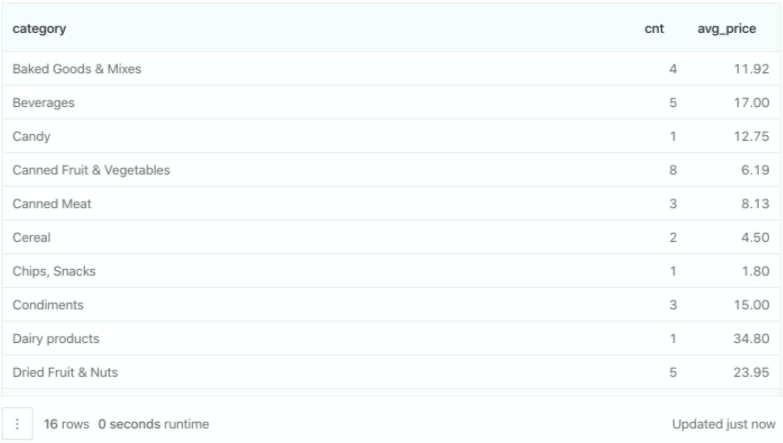 category cnt avg_price
Baked Goods & Mixes 4 11.92
Beverages 5 17.00
Candy 1 12.75
Canned Fruit & Vegetables 8 6.19
Canned Meat 3 8.13
Cereal 2 4.50
Chips, Snacks 1 1.80
Condiments 3 15.00
Dairy products 1 34.80
Dried Fruit & Nuts 5 23.95
16 rows 0 seconds runtime Updated just now